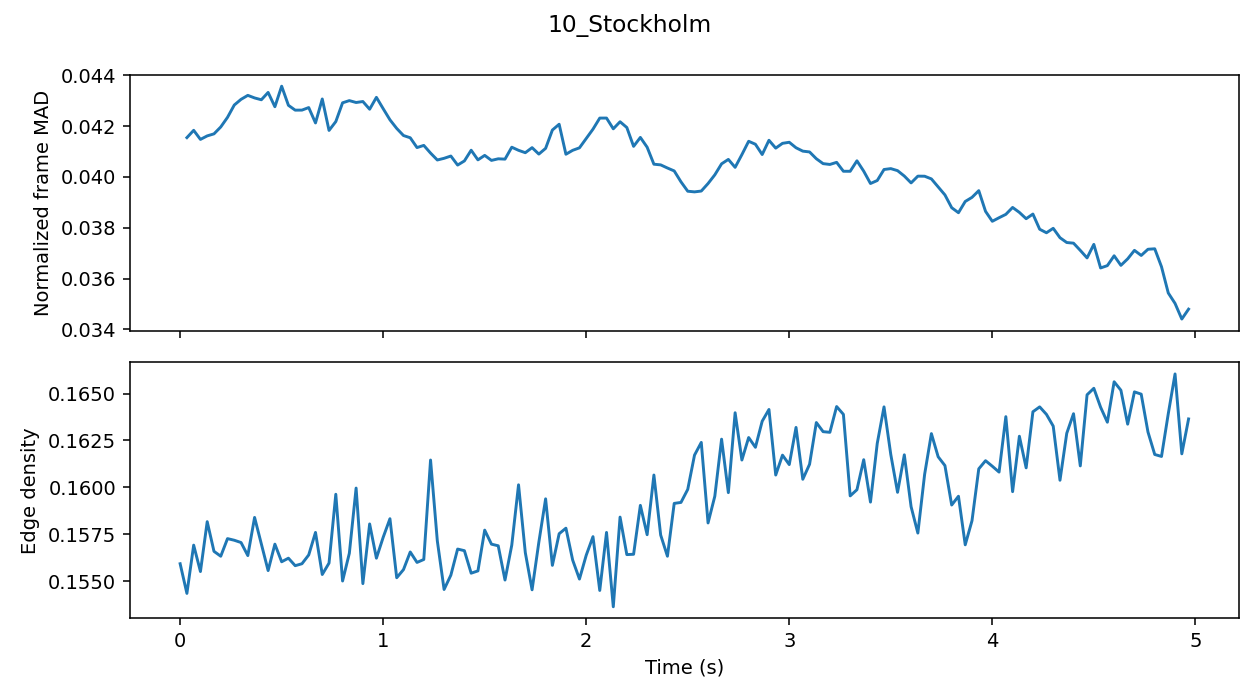 10_Stockholm
Normalized frame MAD
0.044
0.042
0.040
0.038
0.036
0.034
Edge density
0.1650
0.1625
0.1600
0.1575
0.1550
0 1 2 3 4 5
Time (s)